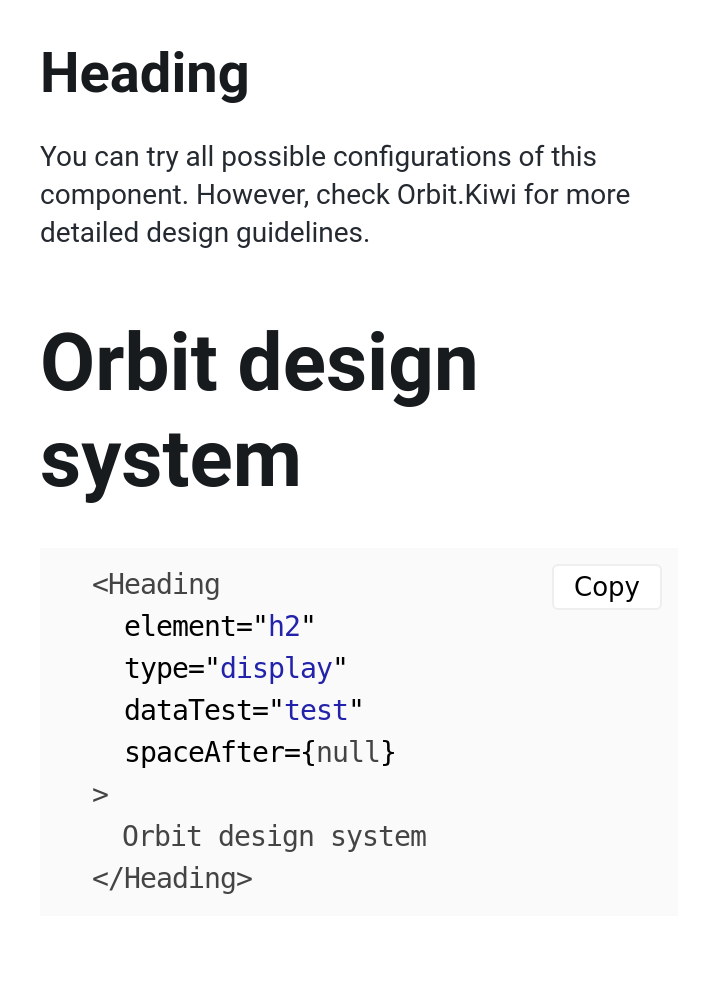 Heading
You can try all possible configurations of this
component. However, check Orbit.Kiwi for more
detailed design guidelines.
Orbit design
system
<Heading
Copy
element="h2"
type="display"
dataTest="test"
spaceAfter={null}
>
Orbit design system
</Heading>